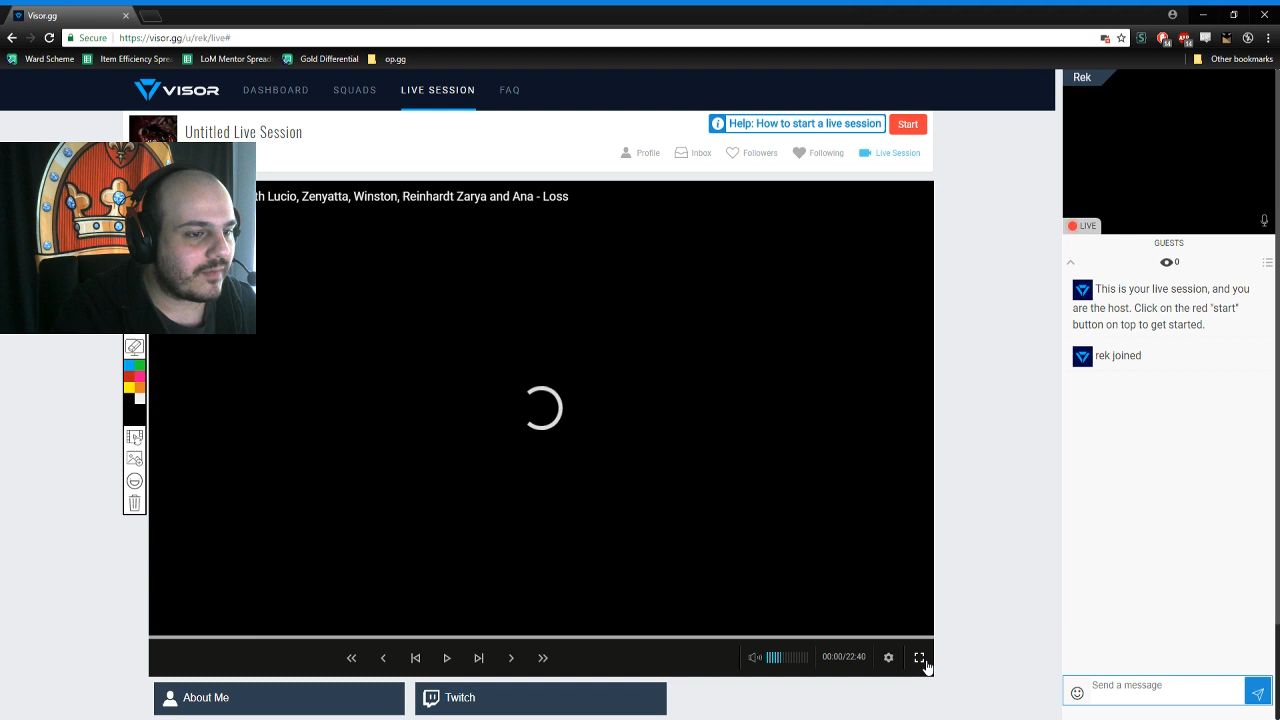 Visor.gg
Secure https://visor.gg/u/rek/live#
Ward Scheme Item Efficiency Spre LoM Mentor Spread Gold Differential op.gg Other bookmarks
VISOR DASHBOARD SQUADS LIVE SESSION FAQ
Untitled Live Session
Help: How to start a live session Start
Profile Inbox Followers Following Live Session
th Lucio, Zenyatta, Winston, Reinhardt Zarya and Ana - Loss
00:00/22:40
About Me Twitch
Rek
LIVE
GUESTS
0
This is your live session, and you
are the host. Click on the red "start"
button on top to get started.
rek joined
Send a message